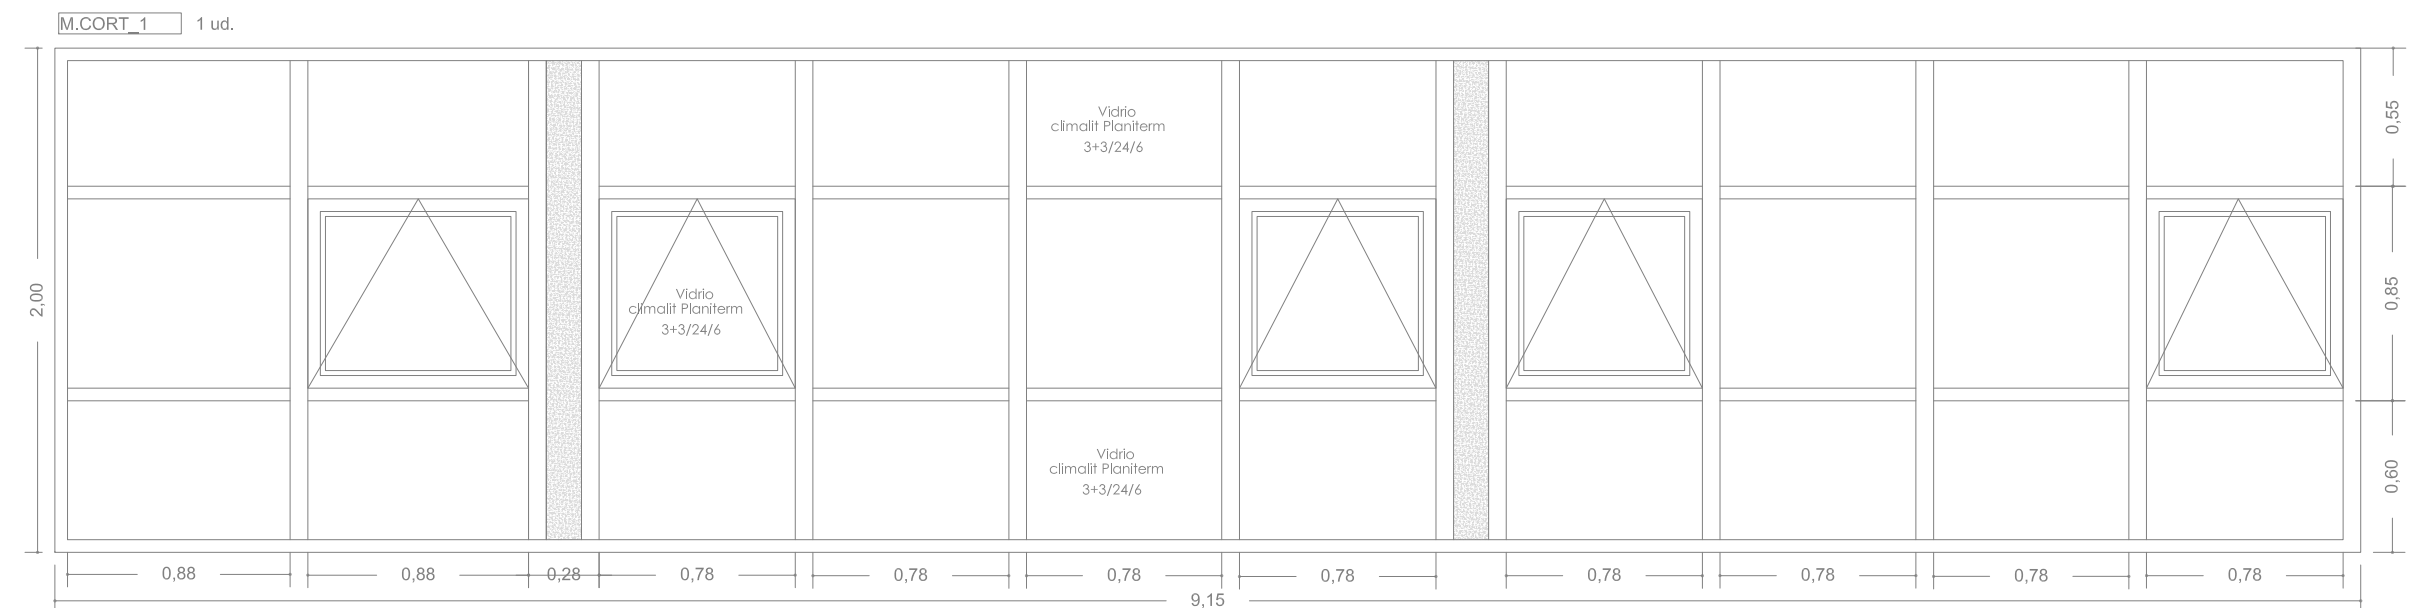 M.CORT_1 1 ud.
Vidrio
climalit Planiterm
3+3/24/6
0,55
2,00
Vidrio
climalit Planiterm
3+3/24/6
0,85
Vidrio
climalit Planiterm
3+3/24/6
0,60
0,88 0,88 0,28 0,78 0,78 0,78 0,78 0,78 0,78 0,78 0,78
9,15